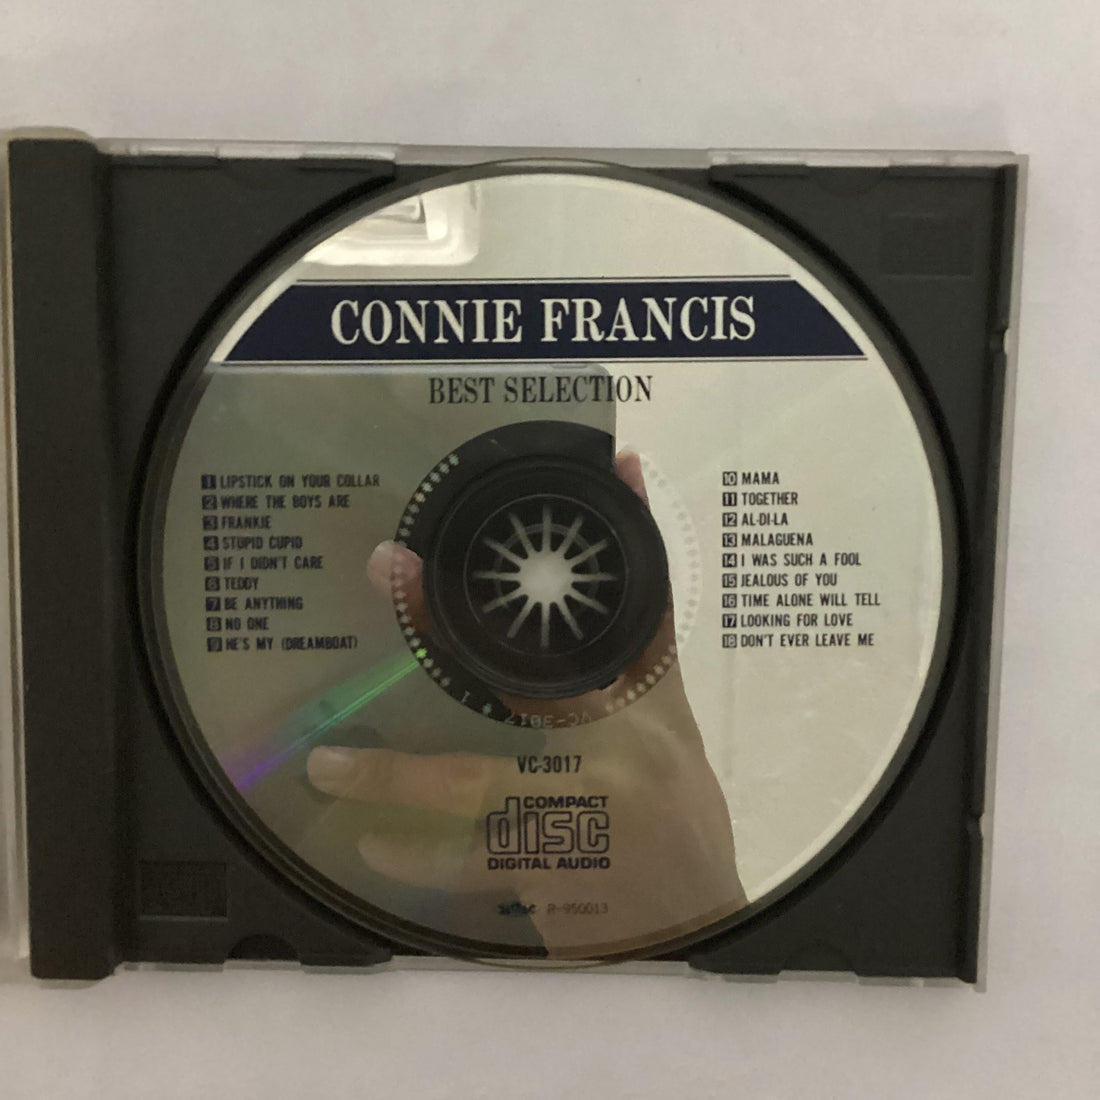 CONNIE FRANCIS
BEST SELECTION
1 LIPSTICK ON YOUR COLLAR
2 WHERE THE BOYS ARE
3 FRANKIE
4 STUPID CUPID
5 IF I DIDN'T CARE
6 TEDDY
7 BE ANYTHING
8 NO ONE
9 HE'S MY (DREAMBOAT)
10 MAMA
11 TOGETHER
12 AL-DI-LA
13 MALAGUENA
14 I WAS SUCH A FOOL
15 JEALOUS OF YOU
16 TIME ALONE WILL TELL
17 LOOKING FOR LOVE
18 DON'T EVER LEAVE ME
VC-3017
COMPACT
disc
DIGITAL AUDIO
R-950013